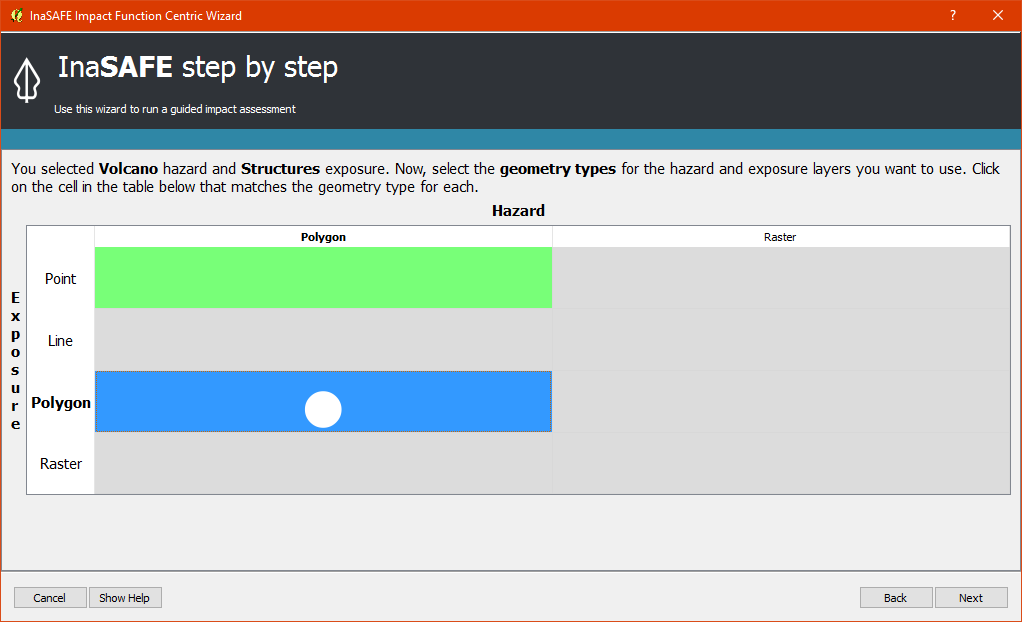 InaSAFE Impact Function Centric Wizard
?
InaSAFE step by step
Use this wizard to run a guided impact assessment
You selected Volcano hazard and Structures exposure. Now, select the geometry types for the hazard and exposure layers you want to use. Click
on the cell in the table below that matches the geometry type for each.
Hazard
Polygon Raster
Exposure
Point
Line
Polygon
Raster
Cancel Show Help Back Next